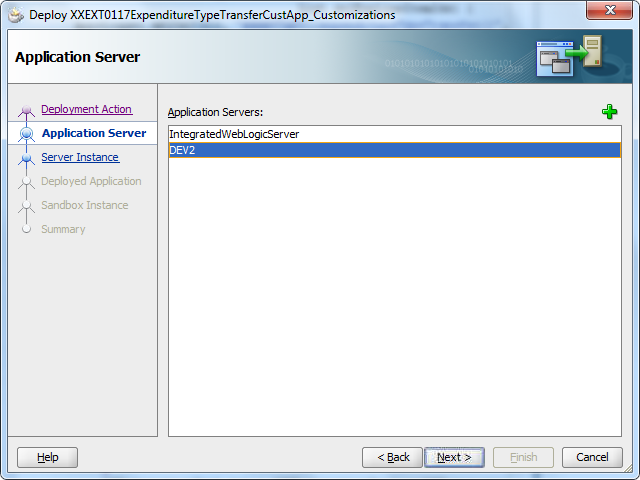 Deploy XXEXT0117ExpenditureTypeTransferCustApp_Customizations
Application Server
Deployment Action
Application Server
Server Instance
Deployed Application
Sandbox Instance
Summary
Application Servers:
IntegratedWebLogicServer
DEV2
Help
< Back
Next >
Finish
Cancel